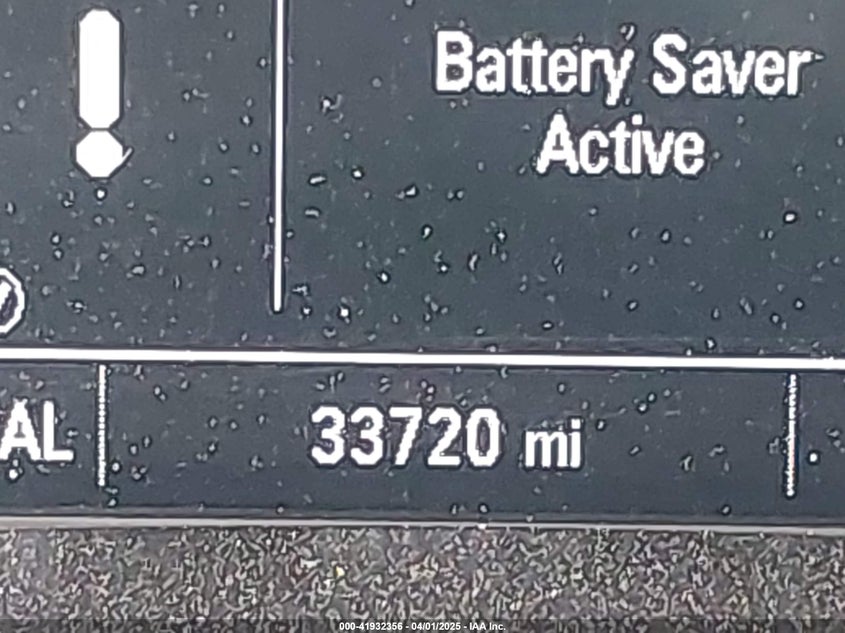 Battery Saver
Active
AL
33720 mi
000-41932356 - 04/01/2025 - IAA Inc.